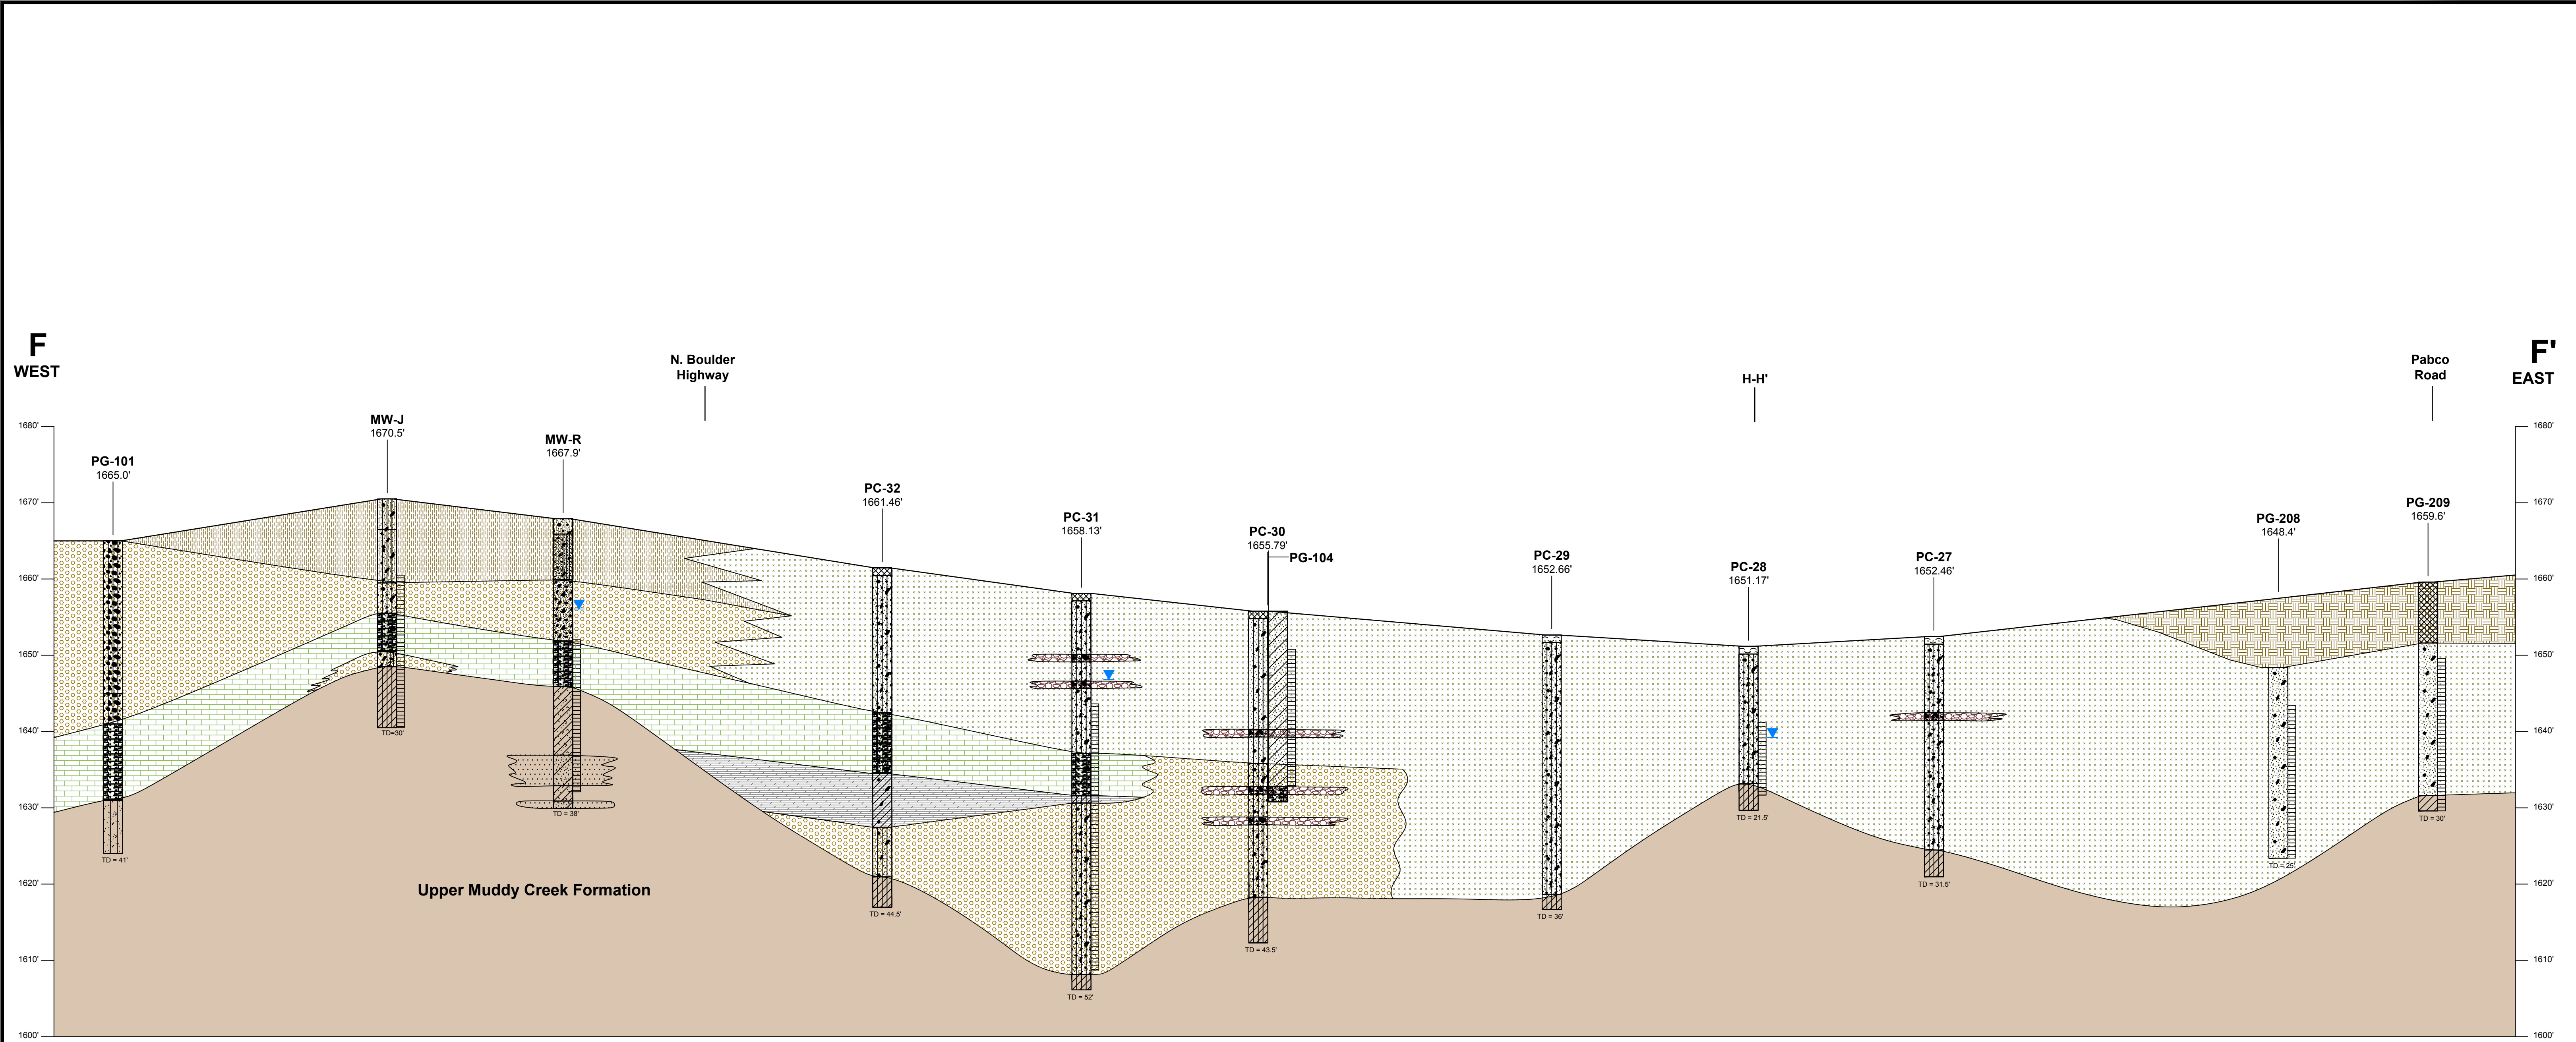 F
WEST
N. Boulder
Highway
H-H'
Pabco
Road
F'
EAST
MW-J
1670.5'
MW-R
1667.9'
PG-101
1665.0'
PC-32
1661.46'
PC-31
1658.13'
PC-30
1655.79'
PG-104
PC-29
1652.66'
PC-28
1651.17'
PC-27
1652.46'
PG-208
1648.4'
PG-209
1659.6'
1680'
1670'
1660'
1650'
1640'
1630'
1620'
1610'
1600'
1680'
1670'
1660'
1650'
1640'
1630'
1620'
1610'
1600'
TD = 41'
TD=30'
TD = 38'
TD = 44.5'
TD = 52'
TD = 43.5'
TD = 36'
TD = 21.5'
TD = 31.5'
TD = 25'
TD = 30'
Upper Muddy Creek Formation